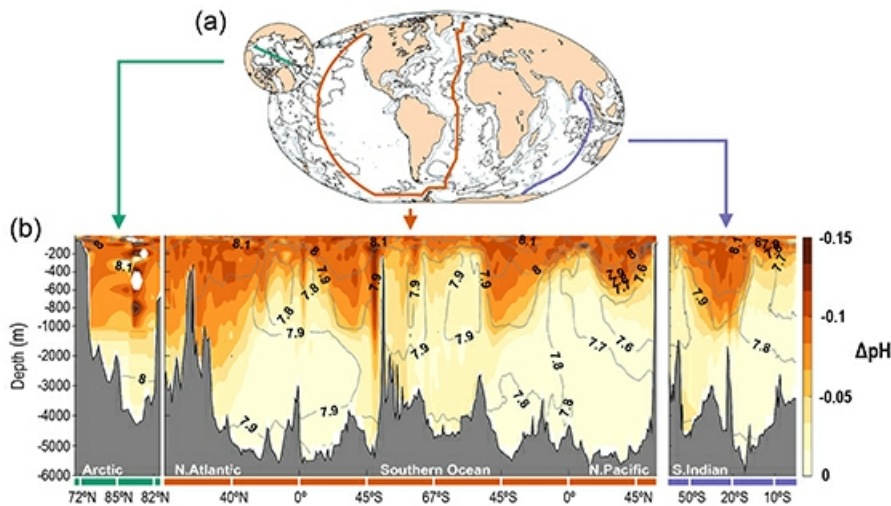 (a)
(b)
8 8.1 8.1 8 8.1 8 7.8
-200
-400
-600
-800
-1000
-2000
-3000
-4000
-5000
-6000
Depth (m)
8.1 7.8 7.8 7.9 7.9 7.9 7.9 7.9 7.9 7.6 7.9 7.7
7.9 7.9 7.7 7.6 7.8
8 7.9 7.8 7.8 7.8 7.9
Arctic N.Atlantic Southern Ocean N.Pacific S.Indian
72°N 85°N 82°N 40°N 0° 45°S 67°S 45°S 0° 45°N 50°S 20°S 10°S
-0.15
-0.1
-0.05
0
ΔpH